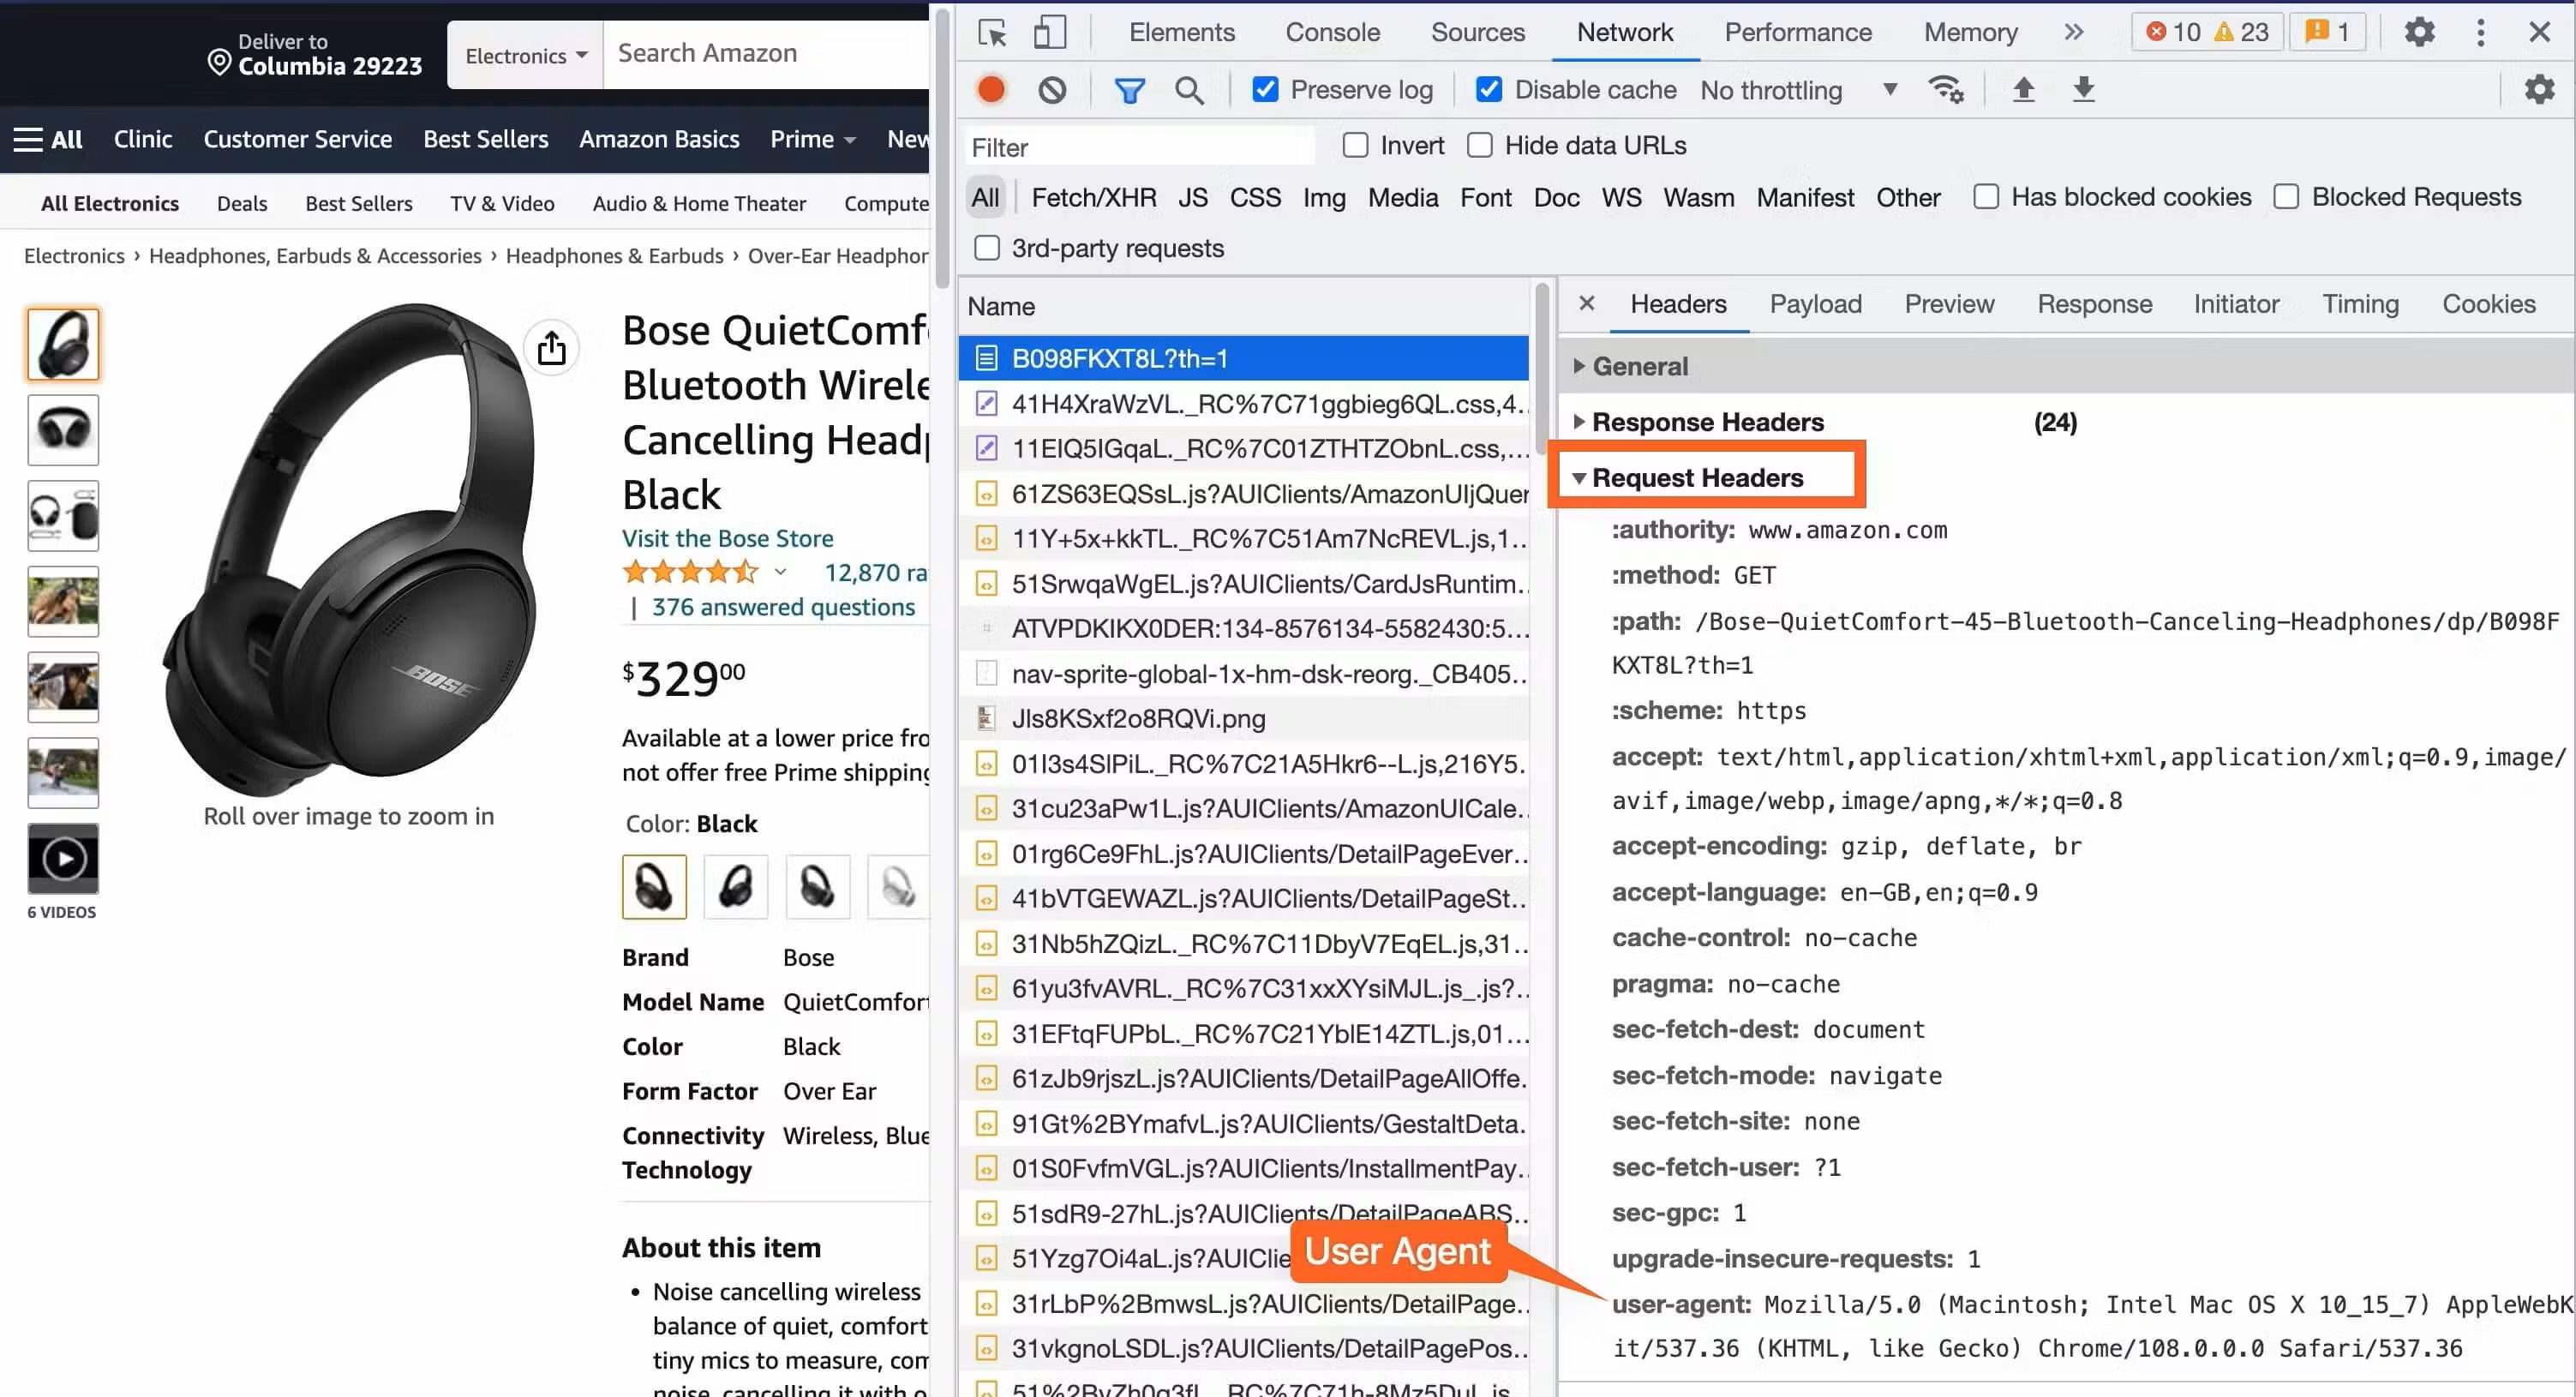 Deliver to
Columbia 29223
Electronics
Search Amazon
All
Clinic
Customer Service
Best Sellers
Amazon Basics
Prime
New
All Electronics
Deals
Best Sellers
TV & Video
Audio & Home Theater
Compute
Electronics › Headphones, Earbuds & Accessories › Headphones & Earbuds › Over-Ear Headphor
BOSE
Roll over image to zoom in
6 VIDEOS
Bose QuietComf
Bluetooth Wirele
Cancelling Head
Black
Visit the Bose Store
12,870 ra
| 376 answered questions
$32900
Available at a lower price fro
not offer free Prime shipping
Color: Black
Brand Bose
Model Name QuietComfort
Color Black
Form Factor Over Ear
Connectivity Wireless, Blue
Technology
About this item
• Noise cancelling wireless
balance of quiet, comfort
tiny mics to measure, com
noise, cancelling it with o
Elements
Console
Sources
Network
Performance
Memory
10
23
1
Preserve log
Disable cache
No throttling
Filter
Invert
Hide data URLs
All
Fetch/XHR
JS
CSS
Img
Media
Font
Doc
WS
Wasm
Manifest
Other
Has blocked cookies
Blocked Requests
3rd-party requests
Name
B098FKXT8L?th=1
41H4XraWzVL._RC%7C71ggbieg6QL.css,4..
11EIQ5IGqaL._RC%7C01ZTHTZObnL.css,...
61ZS63EQSsL.js?AUIClients/AmazonUIjQuer
11Y+5x+kkTL._RC%7C51Am7NcREVL.js,1...
51SrwqaWgEL.js?AUIClients/CardJsRuntim..
ATVPDKIKX0DER:134-8576134-5582430:5...
nav-sprite-global-1x-hm-dsk-reorg._CB405...
Jls8KSxf2o8RQVi.png
01I3s4SlPiL._RC%7C21A5Hkr6--L.js,216Y5.
31cu23aPw1L.js?AUIClients/AmazonUICale..
01rg6Ce9FhL.js?AUIClients/DetailPageEver..
41bVTGEWAZL.js?AUIClients/DetailPageSt...
31Nb5hZQizL._RC%7C11DbyV7EqEL.js,31...
61yu3fvAVRL._RC%7C31xxXYsiMJL.js_.js?..
31EFtqFUPbL._RC%7C21YblE14ZTL.js,01...
61zJb9rjszL.js?AUIClients/DetailPageAllOffe.
91Gt%2BYmafvL.js?AUIClients/GestaltDeta.
01S0FvfmVGL.js?AUIClients/InstallmentPay..
51sdR9-27hL.js?AUIClients/DetailPageABS..
51Yzg7Oi4aL.js?AUIClie
31rLbP%2BmwsL.js?AUIClients/DetailPage..
31vkgnoLSDL.js?AUIClients/DetailPagePos..
User Agent
Headers
Payload
Preview
Response
Initiator
Timing
Cookies
General
Response Headers (24)
Request Headers
:authority: www.amazon.com
:method: GET
:path: /Bose-QuietComfort-45-Bluetooth-Canceling-Headphones/dp/B098F
KXT8L?th=1
:scheme: https
accept: text/html,application/xhtml+xml,application/xml;q=0.9,image/
avif,image/webp,image/apng,*/*;q=0.8
accept-encoding: gzip, deflate, br
accept-language: en-GB,en;q=0.9
cache-control: no-cache
pragma: no-cache
sec-fetch-dest: document
sec-fetch-mode: navigate
sec-fetch-site: none
sec-fetch-user: ?1
sec-gpc: 1
upgrade-insecure-requests: 1
user-agent: Mozilla/5.0 (Macintosh; Intel Mac OS X 10_15_7) AppleWebK
it/537.36 (KHTML, like Gecko) Chrome/108.0.0.0 Safari/537.36